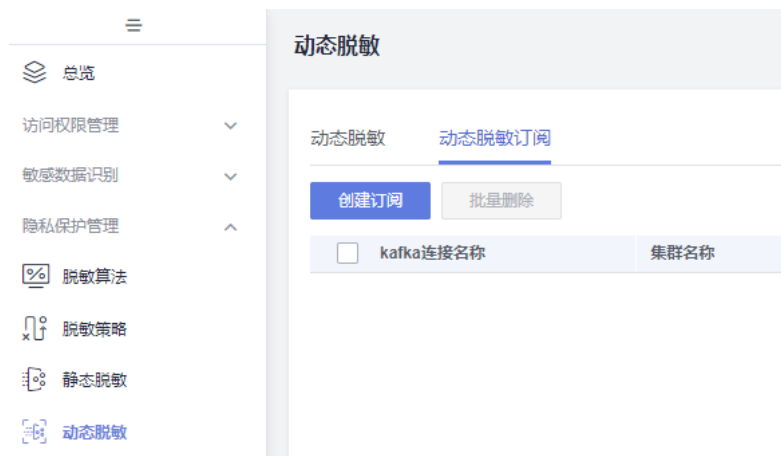 动态脱敏
总览
访问权限管理
动态脱敏 动态脱敏订阅
敏感数据识别
创建订阅 批量删除
隐私保护管理
kafka连接名称 集群名称
脱敏算法
脱敏策略
静态脱敏
动态脱敏